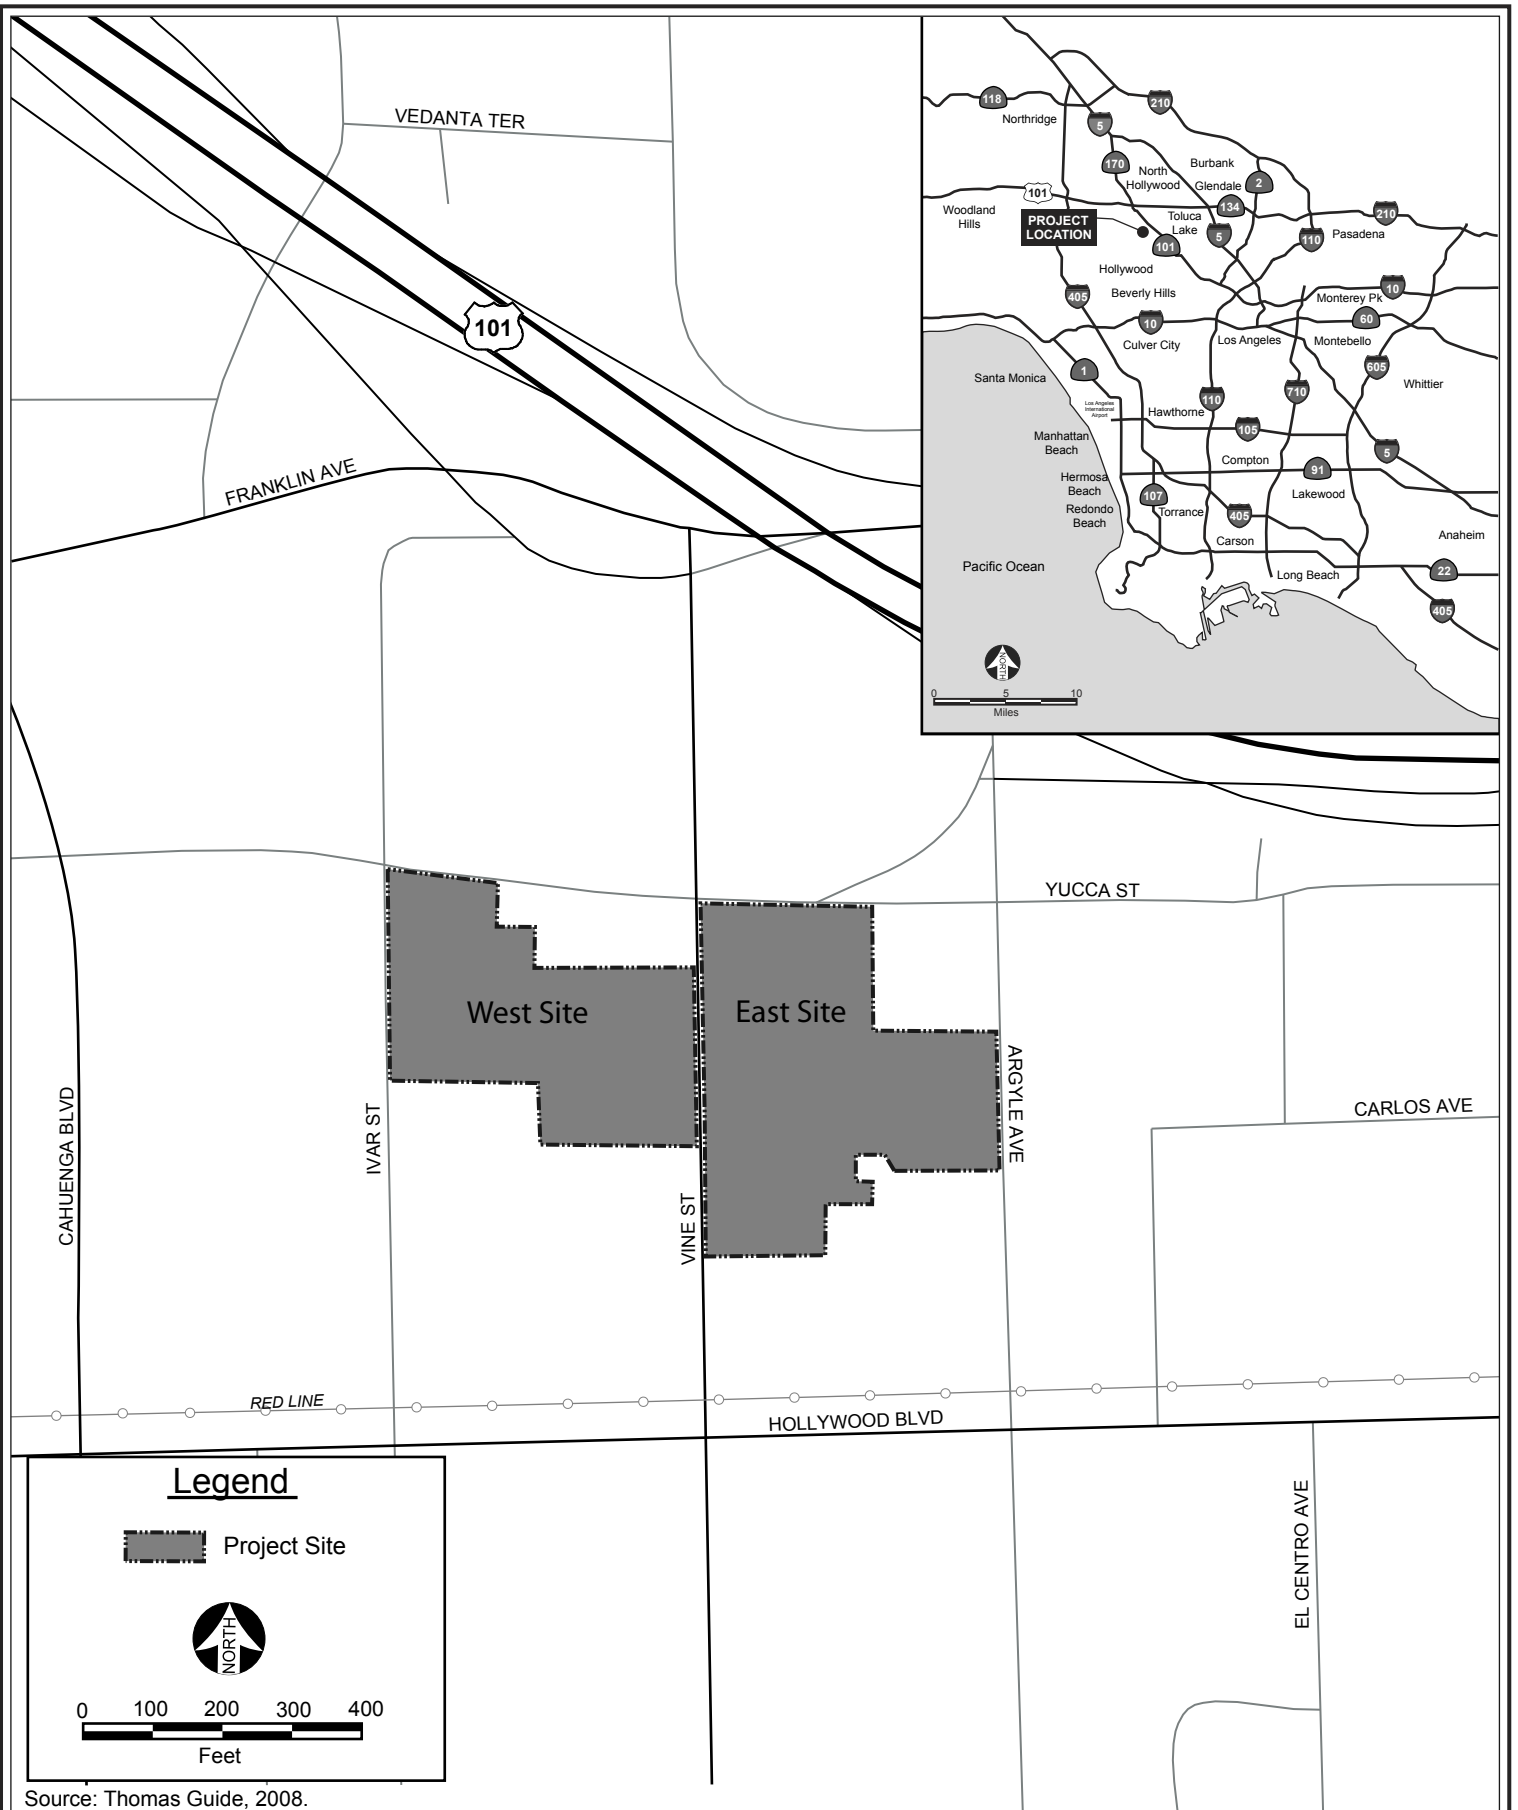 VEDANTA TER
101
FRANKLIN AVE
118
Northridge
210
5
170
North
Hollywood
Burbank
Glendale
2
101
134
210
Woodland
Hills
PROJECT
LOCATION
Toluca
Lake
5
101
110
Pasadena
Hollywood
Beverly Hills
405
10
Monterey Pk
10
60
Culver City
Los Angeles
Montebello
Santa Monica
1
605
Whittier
Los Angeles
International
Airport
Hawthorne
110
710
105
Manhattan
Beach
Compton
5
91
Hermosa
Beach
107
Lakewood
Redondo
Beach
Torrance
405
Carson
Anaheim
Pacific Ocean
Long Beach
22
405
NORTH
0 5 10
Miles
YUCCA ST
West Site
East Site
ARGYLE AVE
CARLOS AVE
CAHUENGA BLVD
IVAR ST
VINE ST
RED LINE
HOLLYWOOD BLVD
EL CENTRO AVE
Legend
Project Site
NORTH
0 100 200 300 400
Feet
Source: Thomas Guide, 2008.